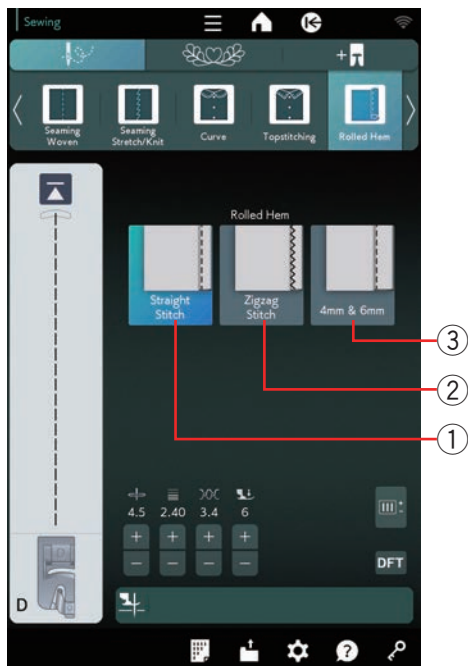 Sewing
Seaming
Woven
Seaming
Stretch/Knit
Curve
Topstitching
Rolled Hem
Rolled Hem
Straight
Stitch
Zigzag
Stitch
4mm & 6mm
③
②
①
4.5 2.40 3.4 6
+ + + +
− − − −
DFT
D